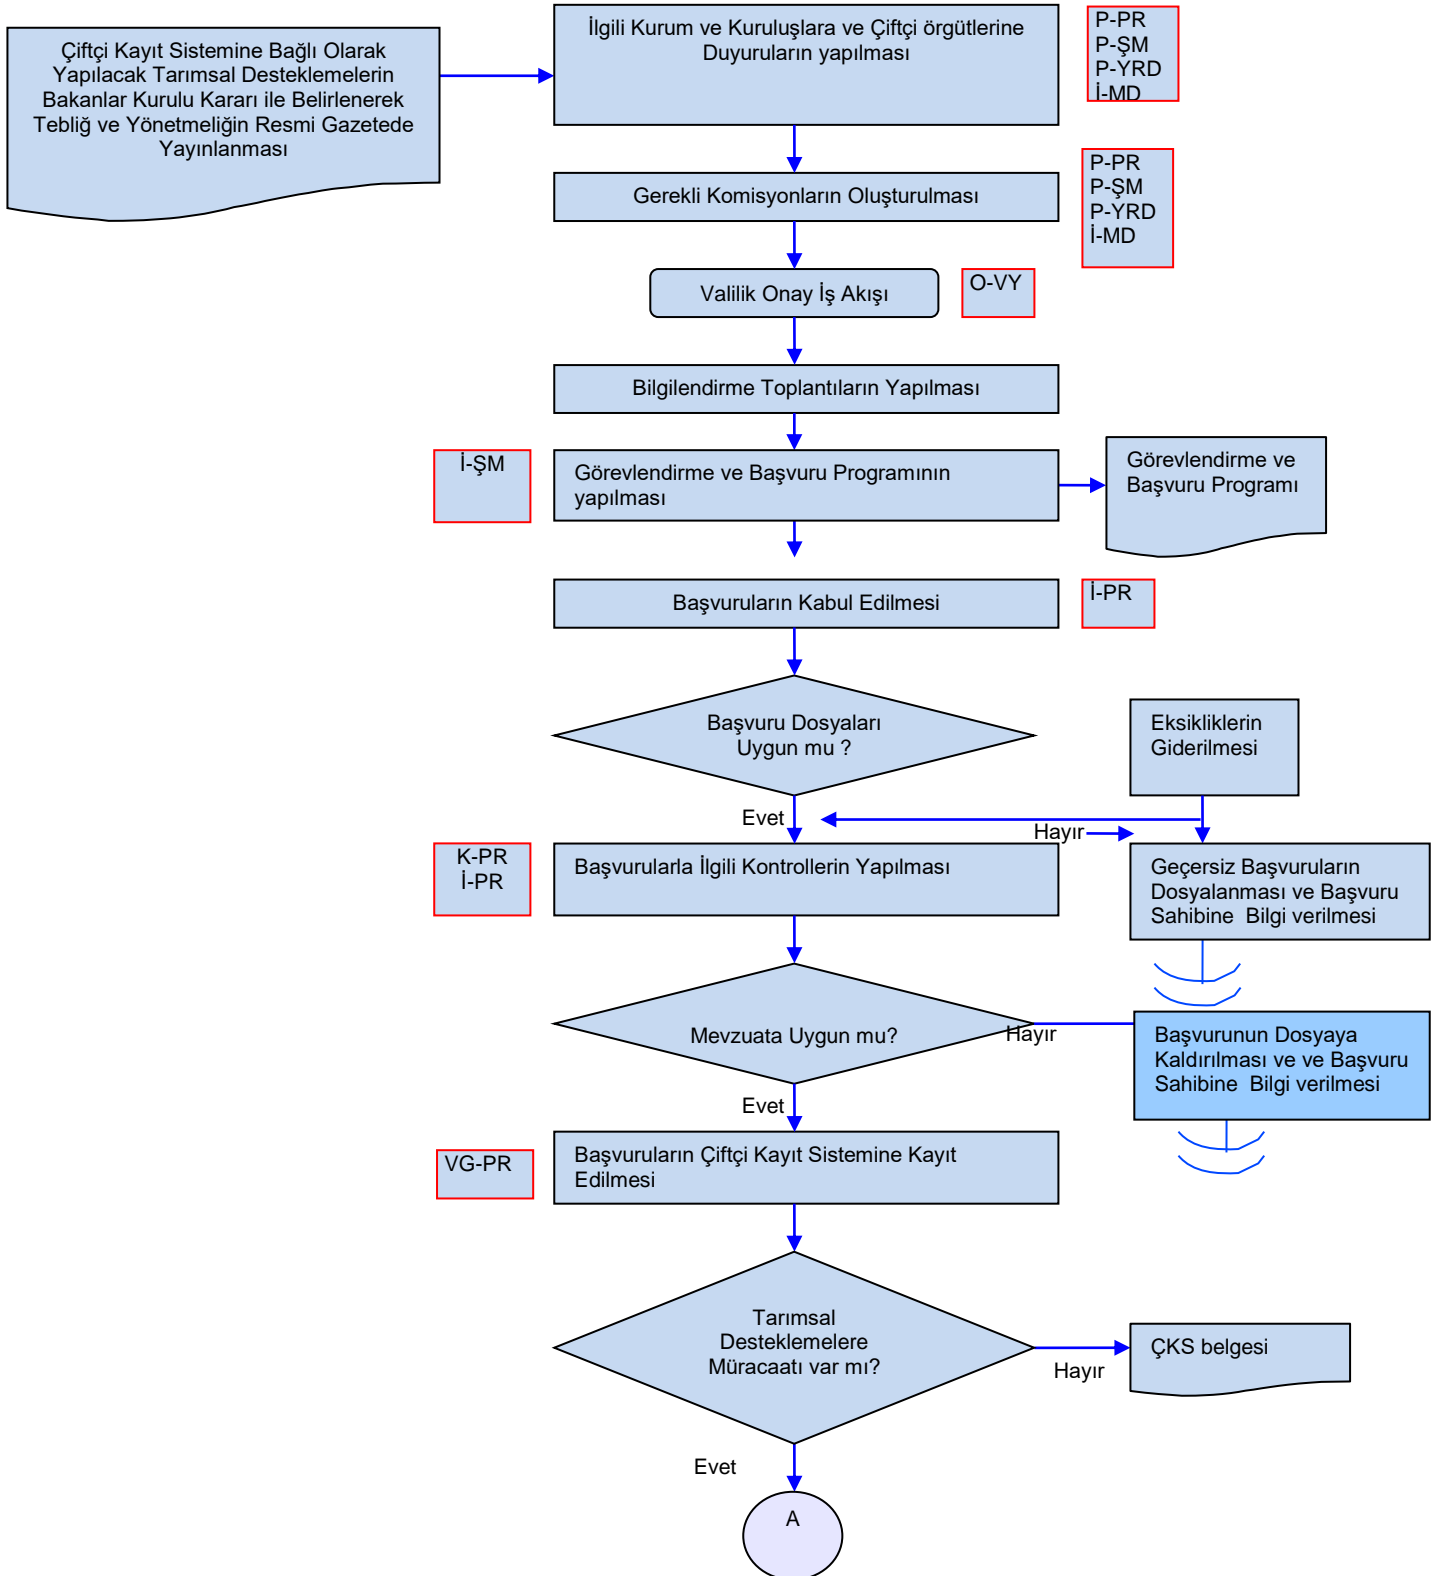 Çiftçi Kayıt Sistemine Bağlı Olarak
Yapılacak Tarımsal Desteklemelerin
Bakanlar Kurulu Kararı ile Belirlenerek
Tebliğ ve Yönetmeliğin Resmi Gazetede
Yayınlanması
İlgili Kurum ve Kuruluşlara ve Çiftçi örgütlerine
Duyuruların yapılması
P-PR
P-ŞM
P-YRD
İ-MD
Gerekli Komisyonların Oluşturulması
P-PR
P-ŞM
P-YRD
İ-MD
Valilik Onay İş Akışı
O-VY
Bilgilendirme Toplantıların Yapılması
İ-ŞM
Görevlendirme ve Başvuru Programının
yapılması
Görevlendirme ve
Başvuru Programı
Başvuruların Kabul Edilmesi
İ-PR
Başvuru Dosyaları
Uygun mu ?
Eksikliklerin
Giderilmesi
Evet
Hayır
K-PR
İ-PR
Başvurularla İlgili Kontrollerin Yapılması
Geçersiz Başvuruların
Dosyalanması ve Başvuru
Sahibine  Bilgi verilmesi
Mevzuata Uygun mu?
Hayır
Başvurunun Dosyaya
Kaldırılması ve ve Başvuru
Sahibine  Bilgi verilmesi
Evet
VG-PR
Başvuruların Çiftçi Kayıt Sistemine Kayıt
Edilmesi
Tarımsal
Desteklemelere
Müracaatı var mı?
Hayır
ÇKS belgesi
Evet
A